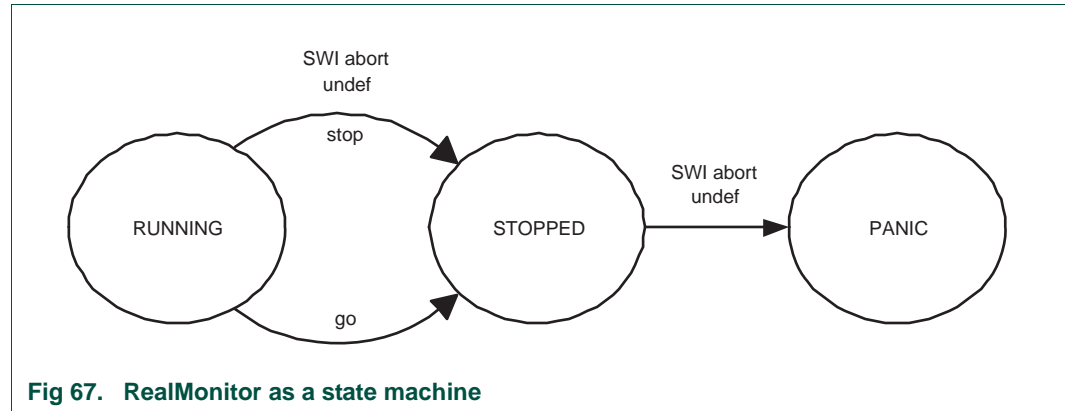 SWI abort
undef
stop
SWI abort
undef
RUNNING
STOPPED
PANIC
go
Fig 67. RealMonitor as a state machine